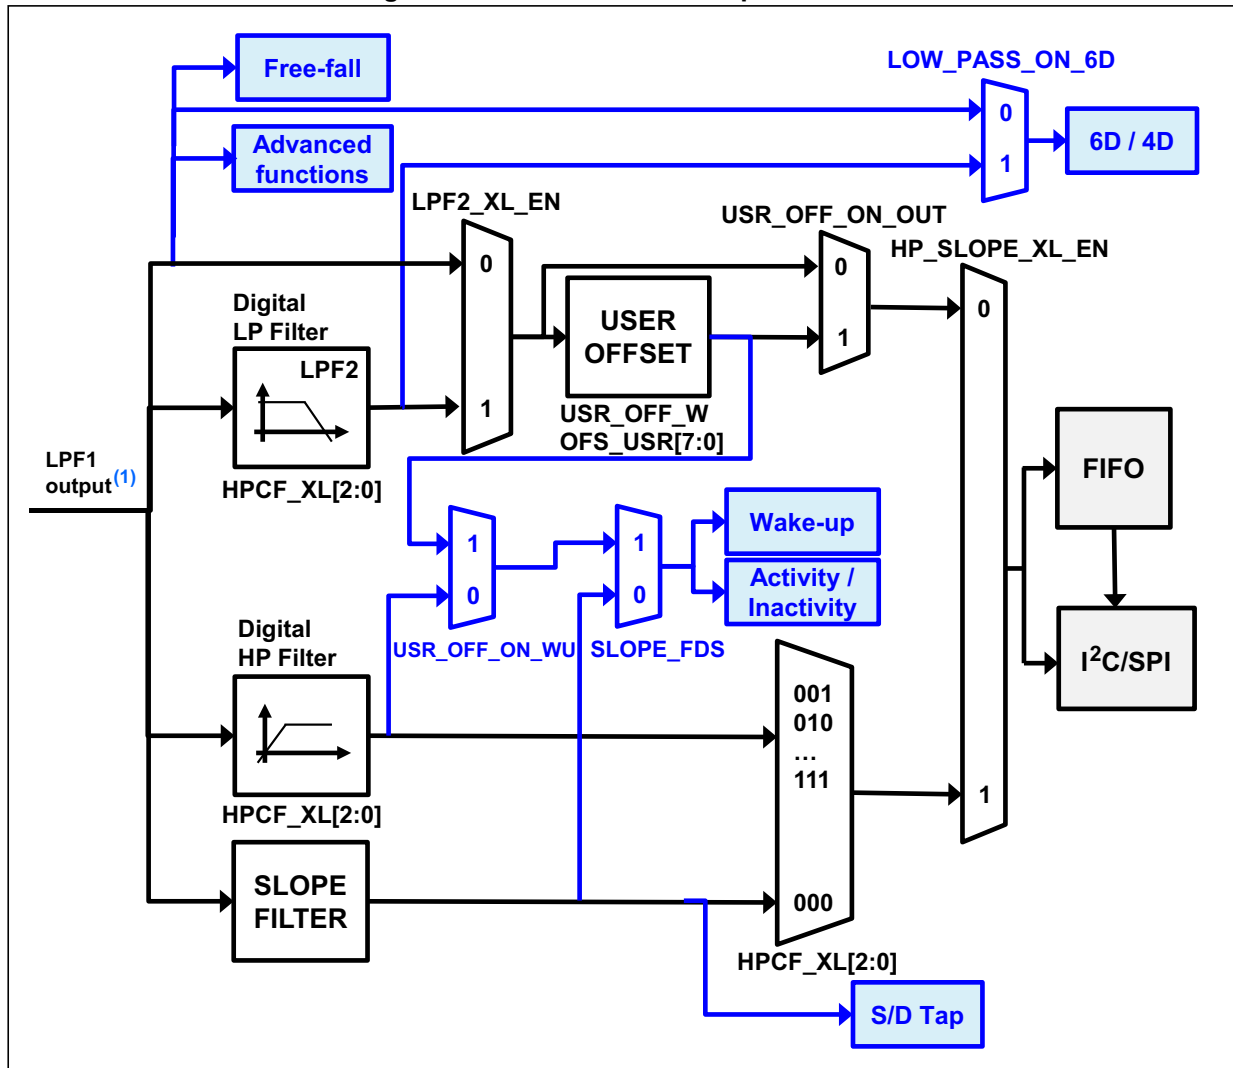 Free-fall
LOW_PASS_ON_6D
0
1
6D / 4D
Advanced
functions
LPF2_XL_EN
0
1
USR_OFF_ON_OUT
0
1
HP_SLOPE_XL_EN
0
1
Digital
LP Filter
LPF2
HPCF_XL[2:0]
USER
OFFSET
USR_OFF_W
OFS_USR[7:0]
LPF1
output(1)
FIFO
I²C/SPI
1
0
USR_OFF_ON_WU
1
0
SLOPE_FDS
Wake-up
Activity /
Inactivity
Digital
HP Filter
HPCF_XL[2:0]
001
010
...
111
000
HPCF_XL[2:0]
SLOPE
FILTER
S/D Tap